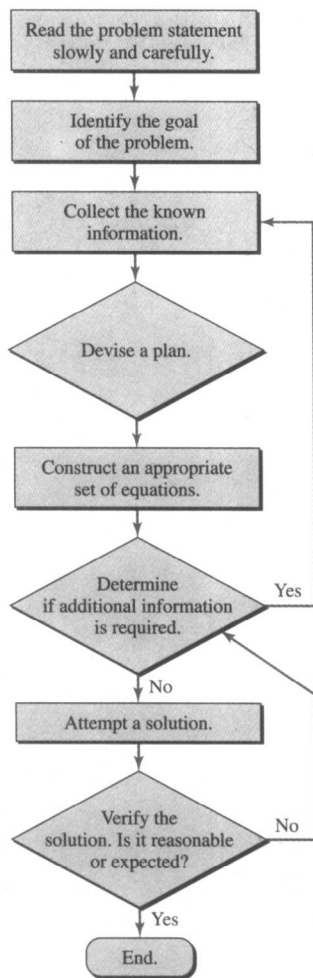 Read the problem statement
slowly and carefully.
Identify the goal
of the problem.
Collect the known
information.
Devise a plan.
Construct an appropriate
set of equations.
Determine
if additional information
is required.
Yes
No
Attempt a solution.
Verify the
solution. Is it reasonable
or expected?
No
Yes
End.